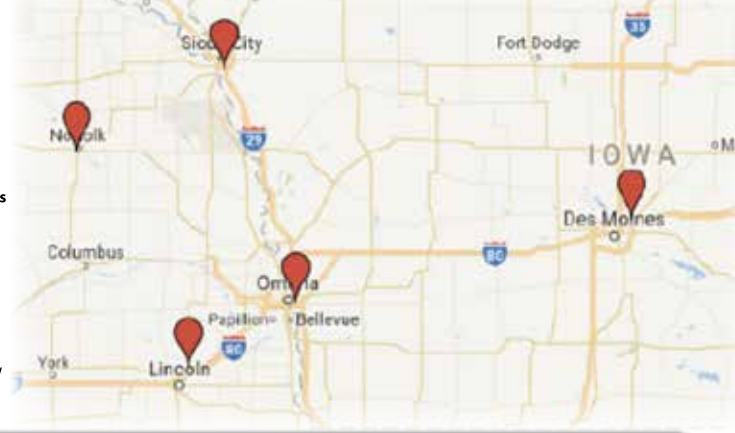 Sioux City
Fort Dodge
35
Norfolk
29
IOWA
M
s
Des Moines
Columbus
80
Omaha
Papillion
Bellevue
80
York
Lincoln